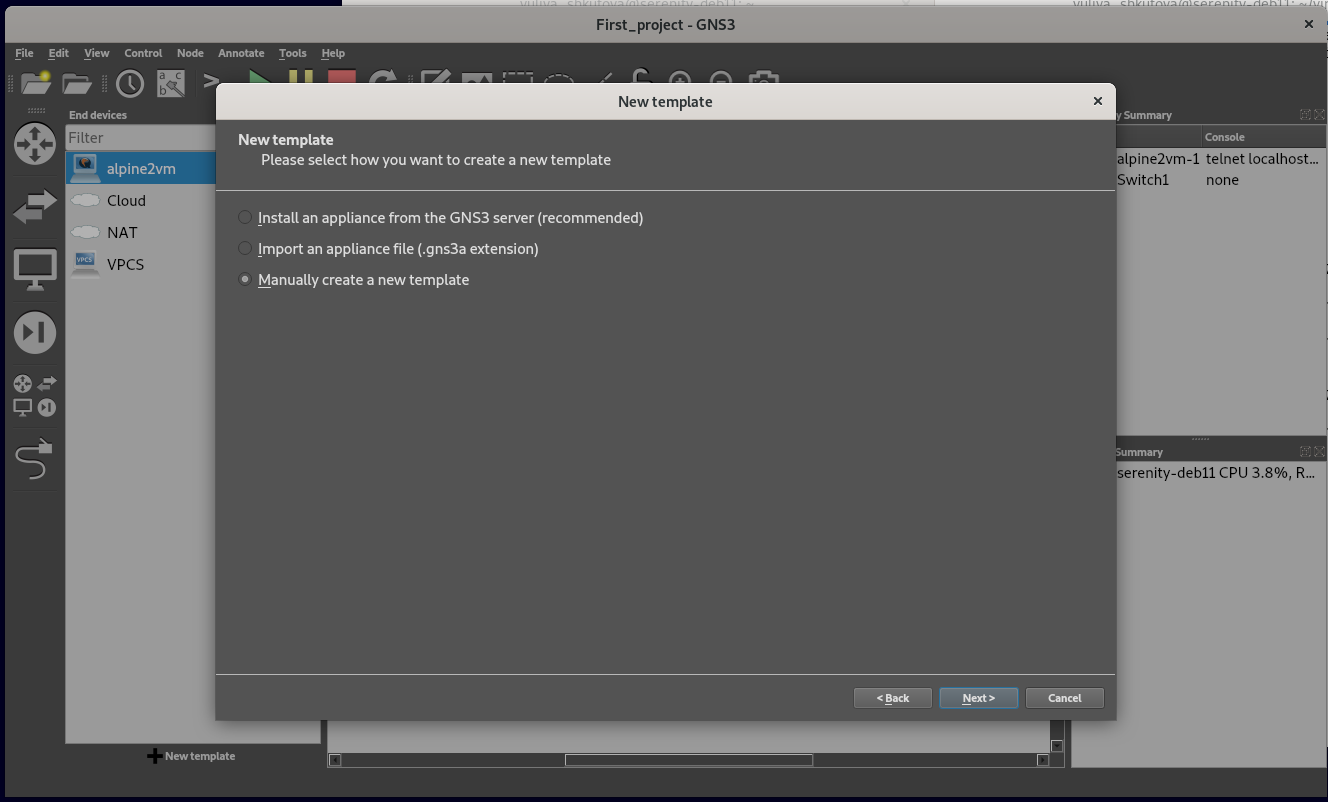 yuliya_shkutova@serenity-deb11: ~
First_project - GNS3
File Edit View Control Node Annotate Tools Help
End devices
Filter
alpine2vm
Cloud
NAT
VPCS
New template
New template
Please select how you want to create a new template
Install an appliance from the GNS3 server (recommended)
Import an appliance file (.gns3a extension)
Manually create a new template
< Back Next > Cancel
New template
y Summary
Console
alpine2vm-1 telnet localhost...
Switch1 none
Summary
serenity-deb11 CPU 3.8%, R...